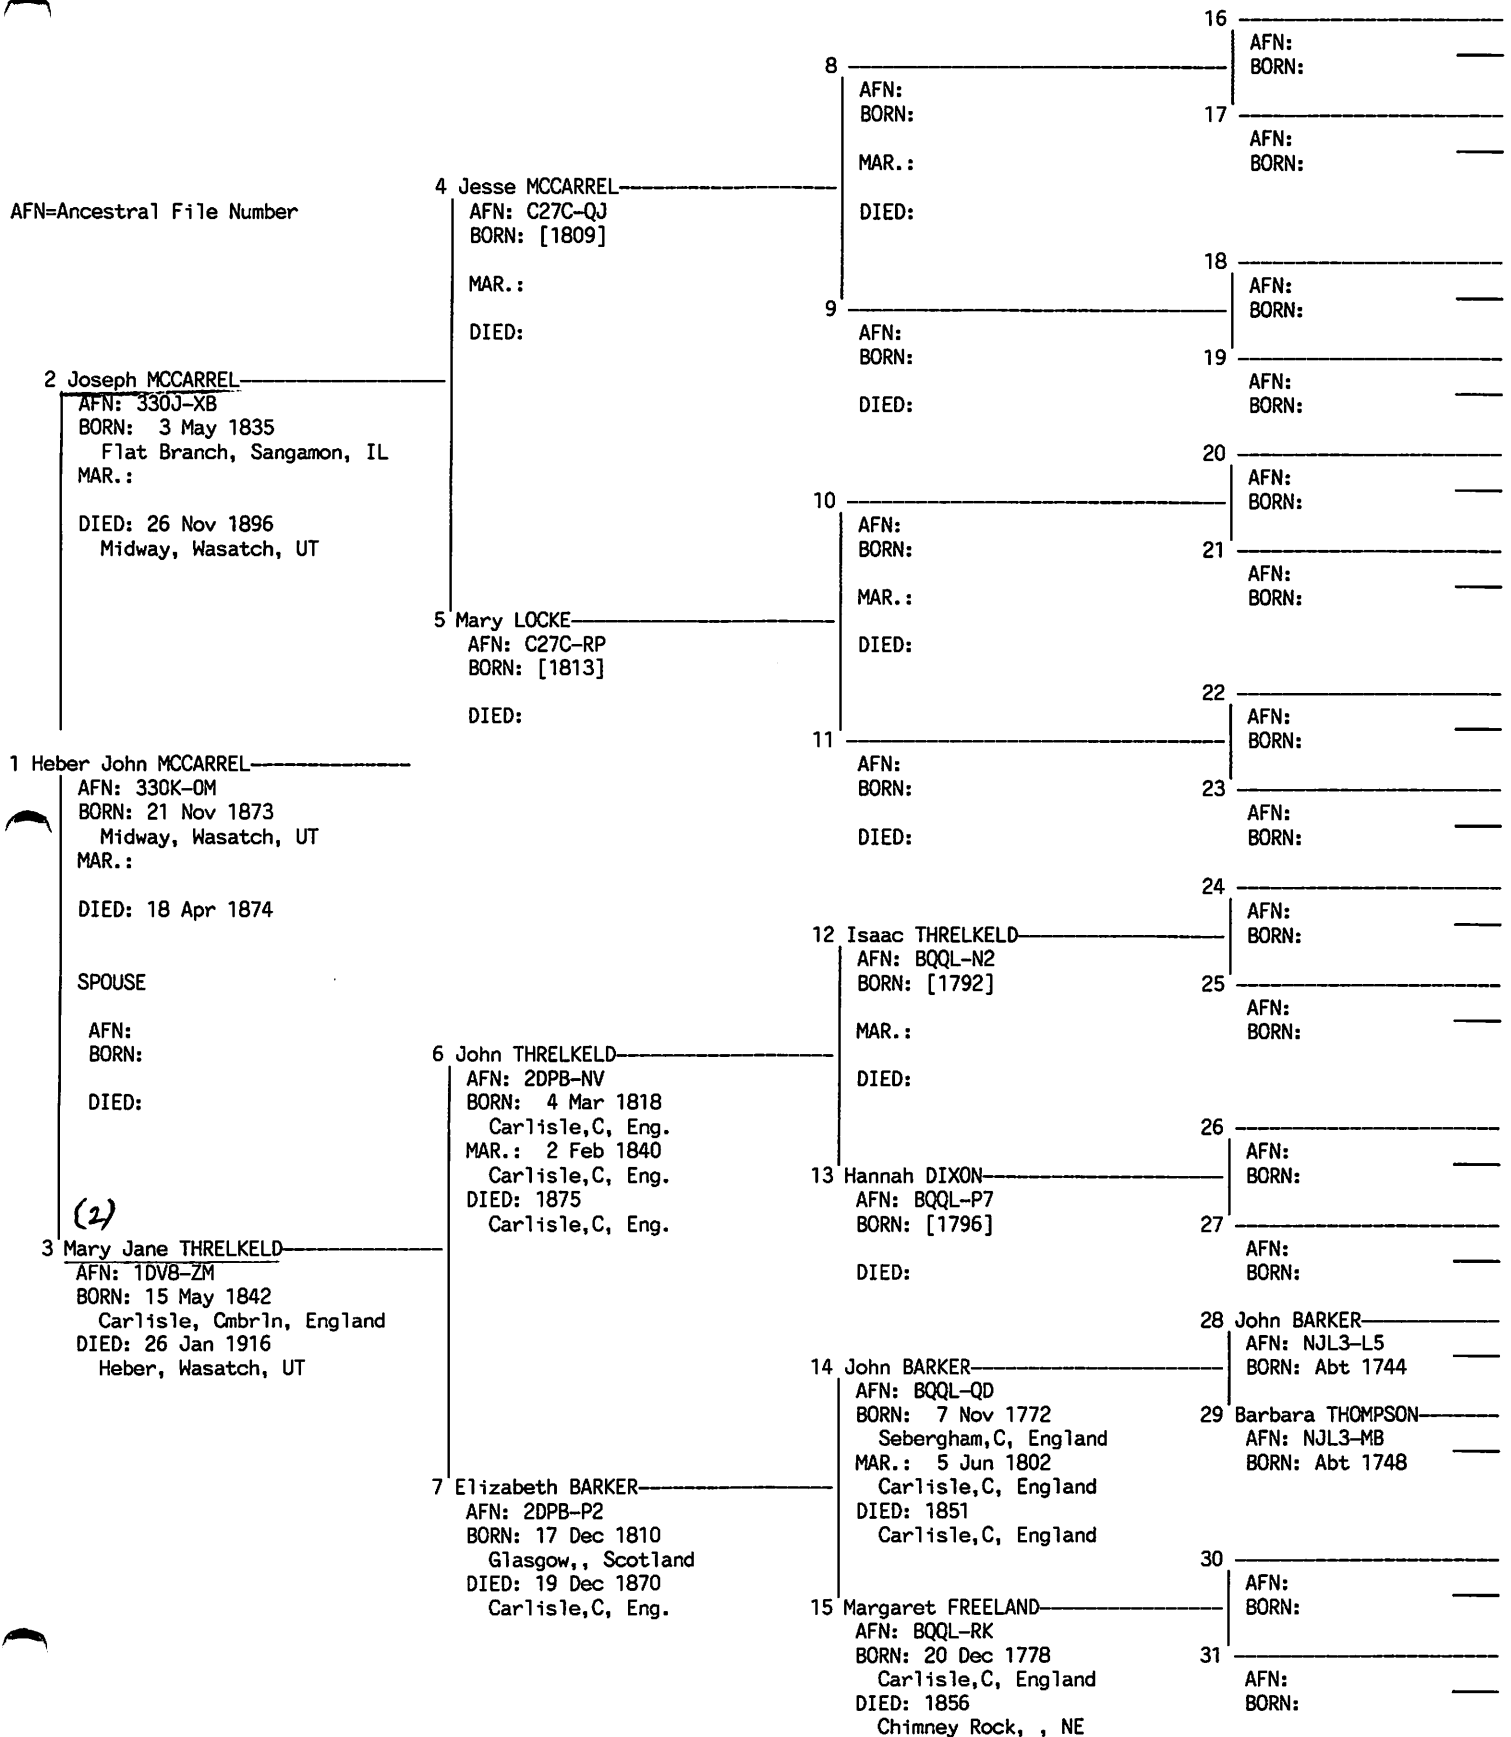 AFN=Ancestral File Number
1 Heber John MCCARREL
AFN: 330K-0M
BORN: 21 Nov 1873
Midway, Wasatch, UT
MAR.:
DIED: 18 Apr 1874
SPOUSE
AFN:
BORN:
DIED:
2 Joseph MCCARREL
AFN: 330J-XB
BORN: 3 May 1835
Flat Branch, Sangamon, IL
MAR.:
DIED: 26 Nov 1896
Midway, Wasatch, UT
(2)
3 Mary Jane THRELKELD
AFN: 1DV8-ZM
BORN: 15 May 1842
Carlisle, Cmbrln, England
DIED: 26 Jan 1916
Heber, Wasatch, UT
4 Jesse MCCARREL
AFN: C27C-QJ
BORN: [1809]
MAR.:
DIED:
5 Mary LOCKE
AFN: C27C-RP
BORN: [1813]
DIED:
6 John THRELKELD
AFN: 2DPB-NV
BORN: 4 Mar 1818
Carlisle,C, Eng.
MAR.: 2 Feb 1840
Carlisle,C, Eng.
DIED: 1875
Carlisle,C, Eng.
7 Elizabeth BARKER
AFN: 2DPB-P2
BORN: 17 Dec 1810
Glasgow,, Scotland
DIED: 19 Dec 1870
Carlisle,C, Eng.
8
AFN:
BORN:
MAR.:
DIED:
9
AFN:
BORN:
DIED:
10
AFN:
BORN:
MAR.:
DIED:
11
AFN:
BORN:
DIED:
12 Isaac THRELKELD
AFN: BQQL-N2
BORN: [1792]
MAR.:
DIED:
13 Hannah DIXON
AFN: BQQL-P7
BORN: [1796]
DIED:
14 John BARKER
AFN: BQQL-QD
BORN: 7 Nov 1772
Sebergham,C, England
MAR.: 5 Jun 1802
Carlisle,C, England
DIED: 1851
Carlisle,C, England
15 Margaret FREELAND
AFN: BQQL-RK
BORN: 20 Dec 1778
Carlisle,C, England
DIED: 1856
Chimney Rock, , NE
16
AFN:
BORN:
17
AFN:
BORN:
18
AFN:
BORN:
19
AFN:
BORN:
20
AFN:
BORN:
21
AFN:
BORN:
22
AFN:
BORN:
23
AFN:
BORN:
24
AFN:
BORN:
25
AFN:
BORN:
26
AFN:
BORN:
27
AFN:
BORN:
28 John BARKER
AFN: NJL3-L5
BORN: Abt 1744
29 Barbara THOMPSON
AFN: NJL3-MB
BORN: Abt 1748
30
AFN:
BORN:
31
AFN:
BORN: